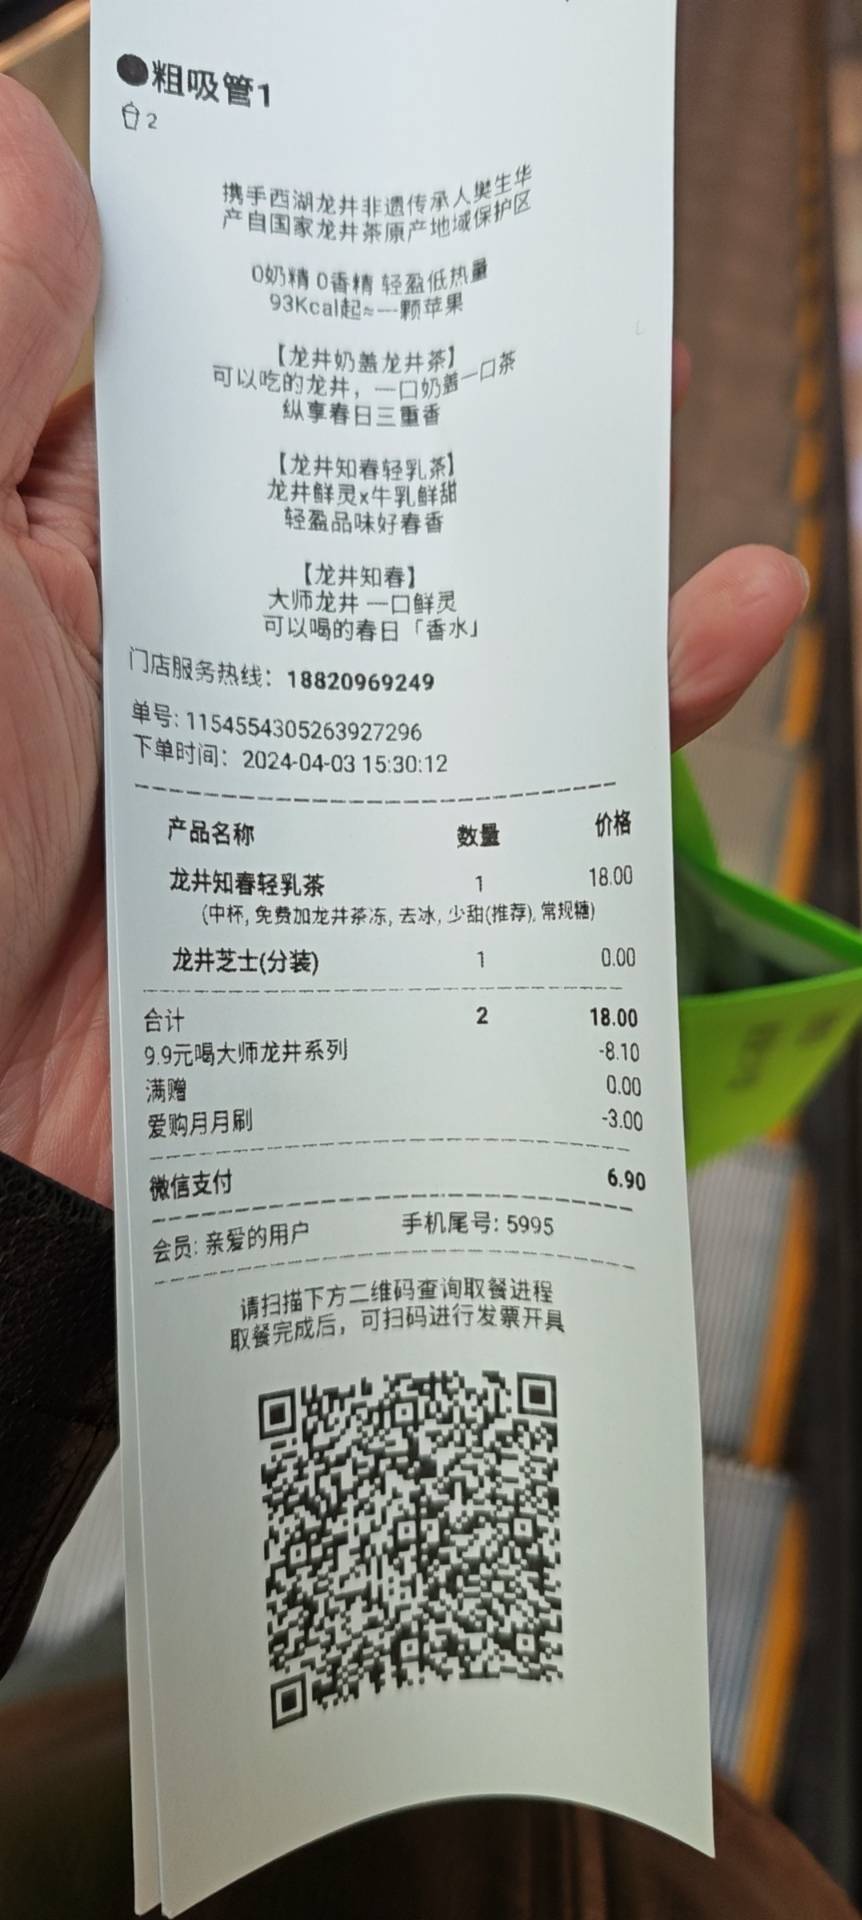 ●粗吸管1
2
携手西湖龙井非遗传承人樊生华
产自国家龙井茶原产地域保护区
0奶精 0香精 轻盈低热量
93Kcal起≈一颗苹果
【龙井奶盖龙井茶】
可以吃的龙井，一口奶盖一口茶
纵享春日三重香
【龙井知春轻乳茶】
龙井鲜灵x牛乳鲜甜
轻盈品味好春香
【龙井知春】
大师龙井 一口鲜灵
可以喝的春日「香水」
门店服务热线：18820969249
单号: 1154554305263927296
下单时间：2024-04-03 15:30:12
产品名称 数量 价格
龙井知春轻乳茶 1 18.00
(中杯, 免费加龙井茶冻, 去冰, 少甜(推荐), 常规糖)
龙井芝士(分装) 1 0.00
合计 2 18.00
9.9元喝大师龙井系列 -8.10
满赠 0.00
爱购月月刷 -3.00
微信支付 6.90
会员: 亲爱的用户 手机尾号: 5995
请扫描下方二维码查询取餐进程
取餐完成后，可扫码进行发票开具